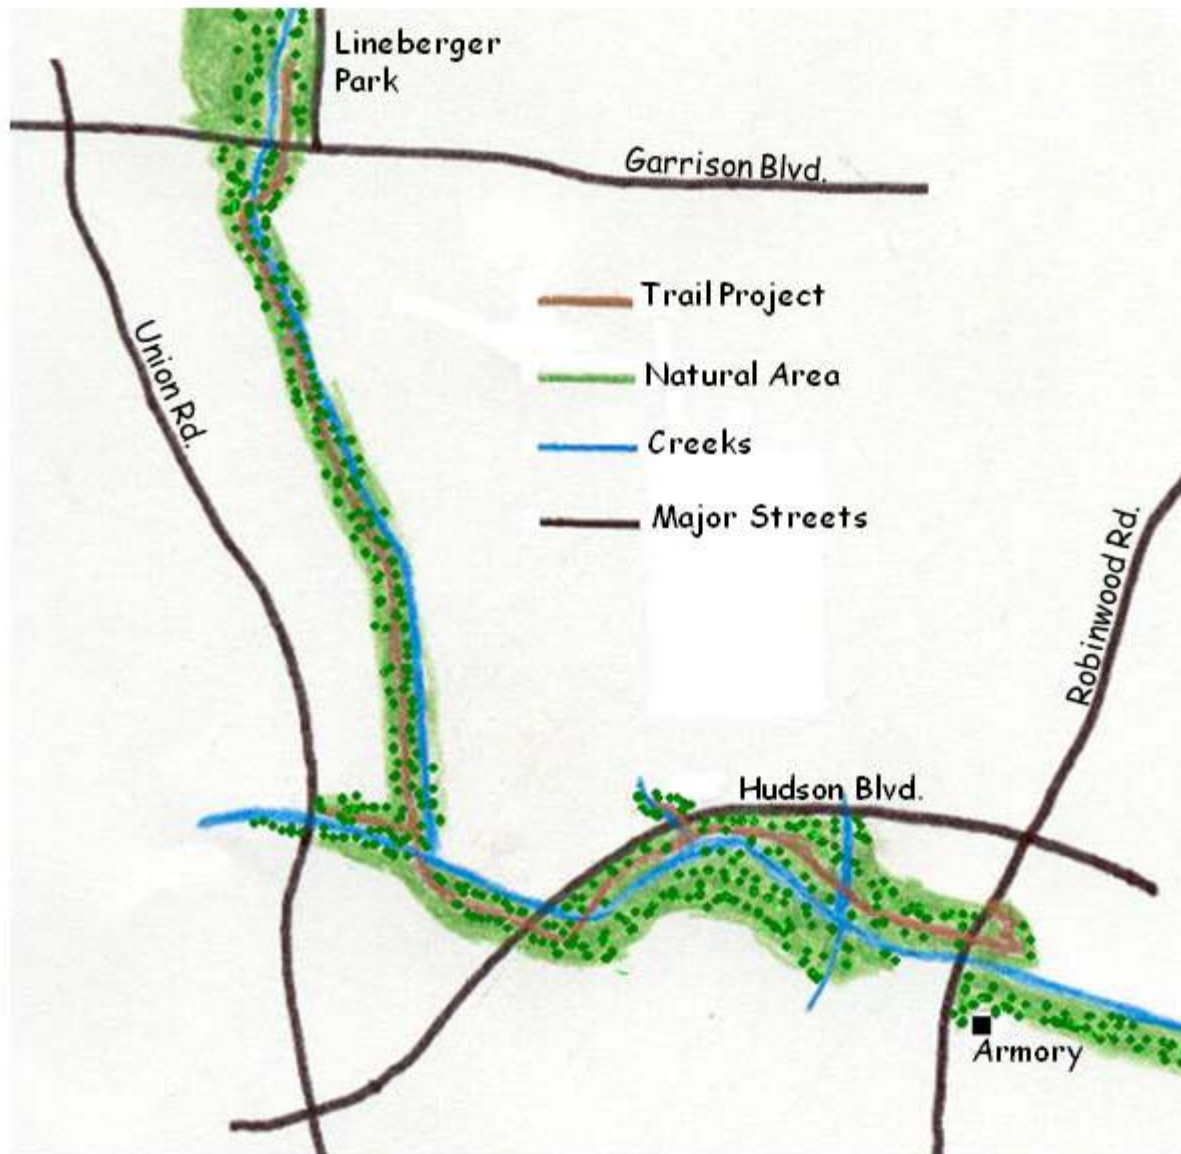 Lineberger
Park
Garrison Blvd.
Trail Project
Union Rd.
Natural Area
Creeks
Major Streets
Robinwood Rd.
Hudson Blvd.
Armory